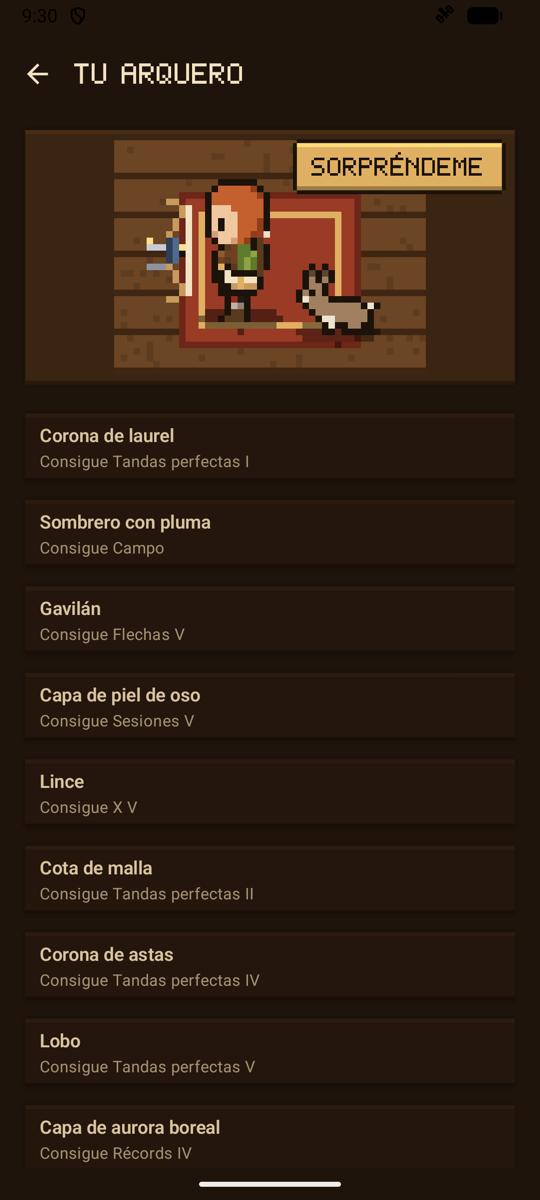 9:30
TU ARQUERO
SORPRÉNDEME
Corona de laurel
Consigue Tandas perfectas I
Sombrero con pluma
Consigue Campo
Gavilán
Consigue Flechas V
Capa de piel de oso
Consigue Sesiones V
Lince
Consigue X V
Cota de malla
Consigue Tandas perfectas II
Corona de astas
Consigue Tandas perfectas IV
Lobo
Consigue Tandas perfectas V
Capa de aurora boreal
Consigue Récords IV